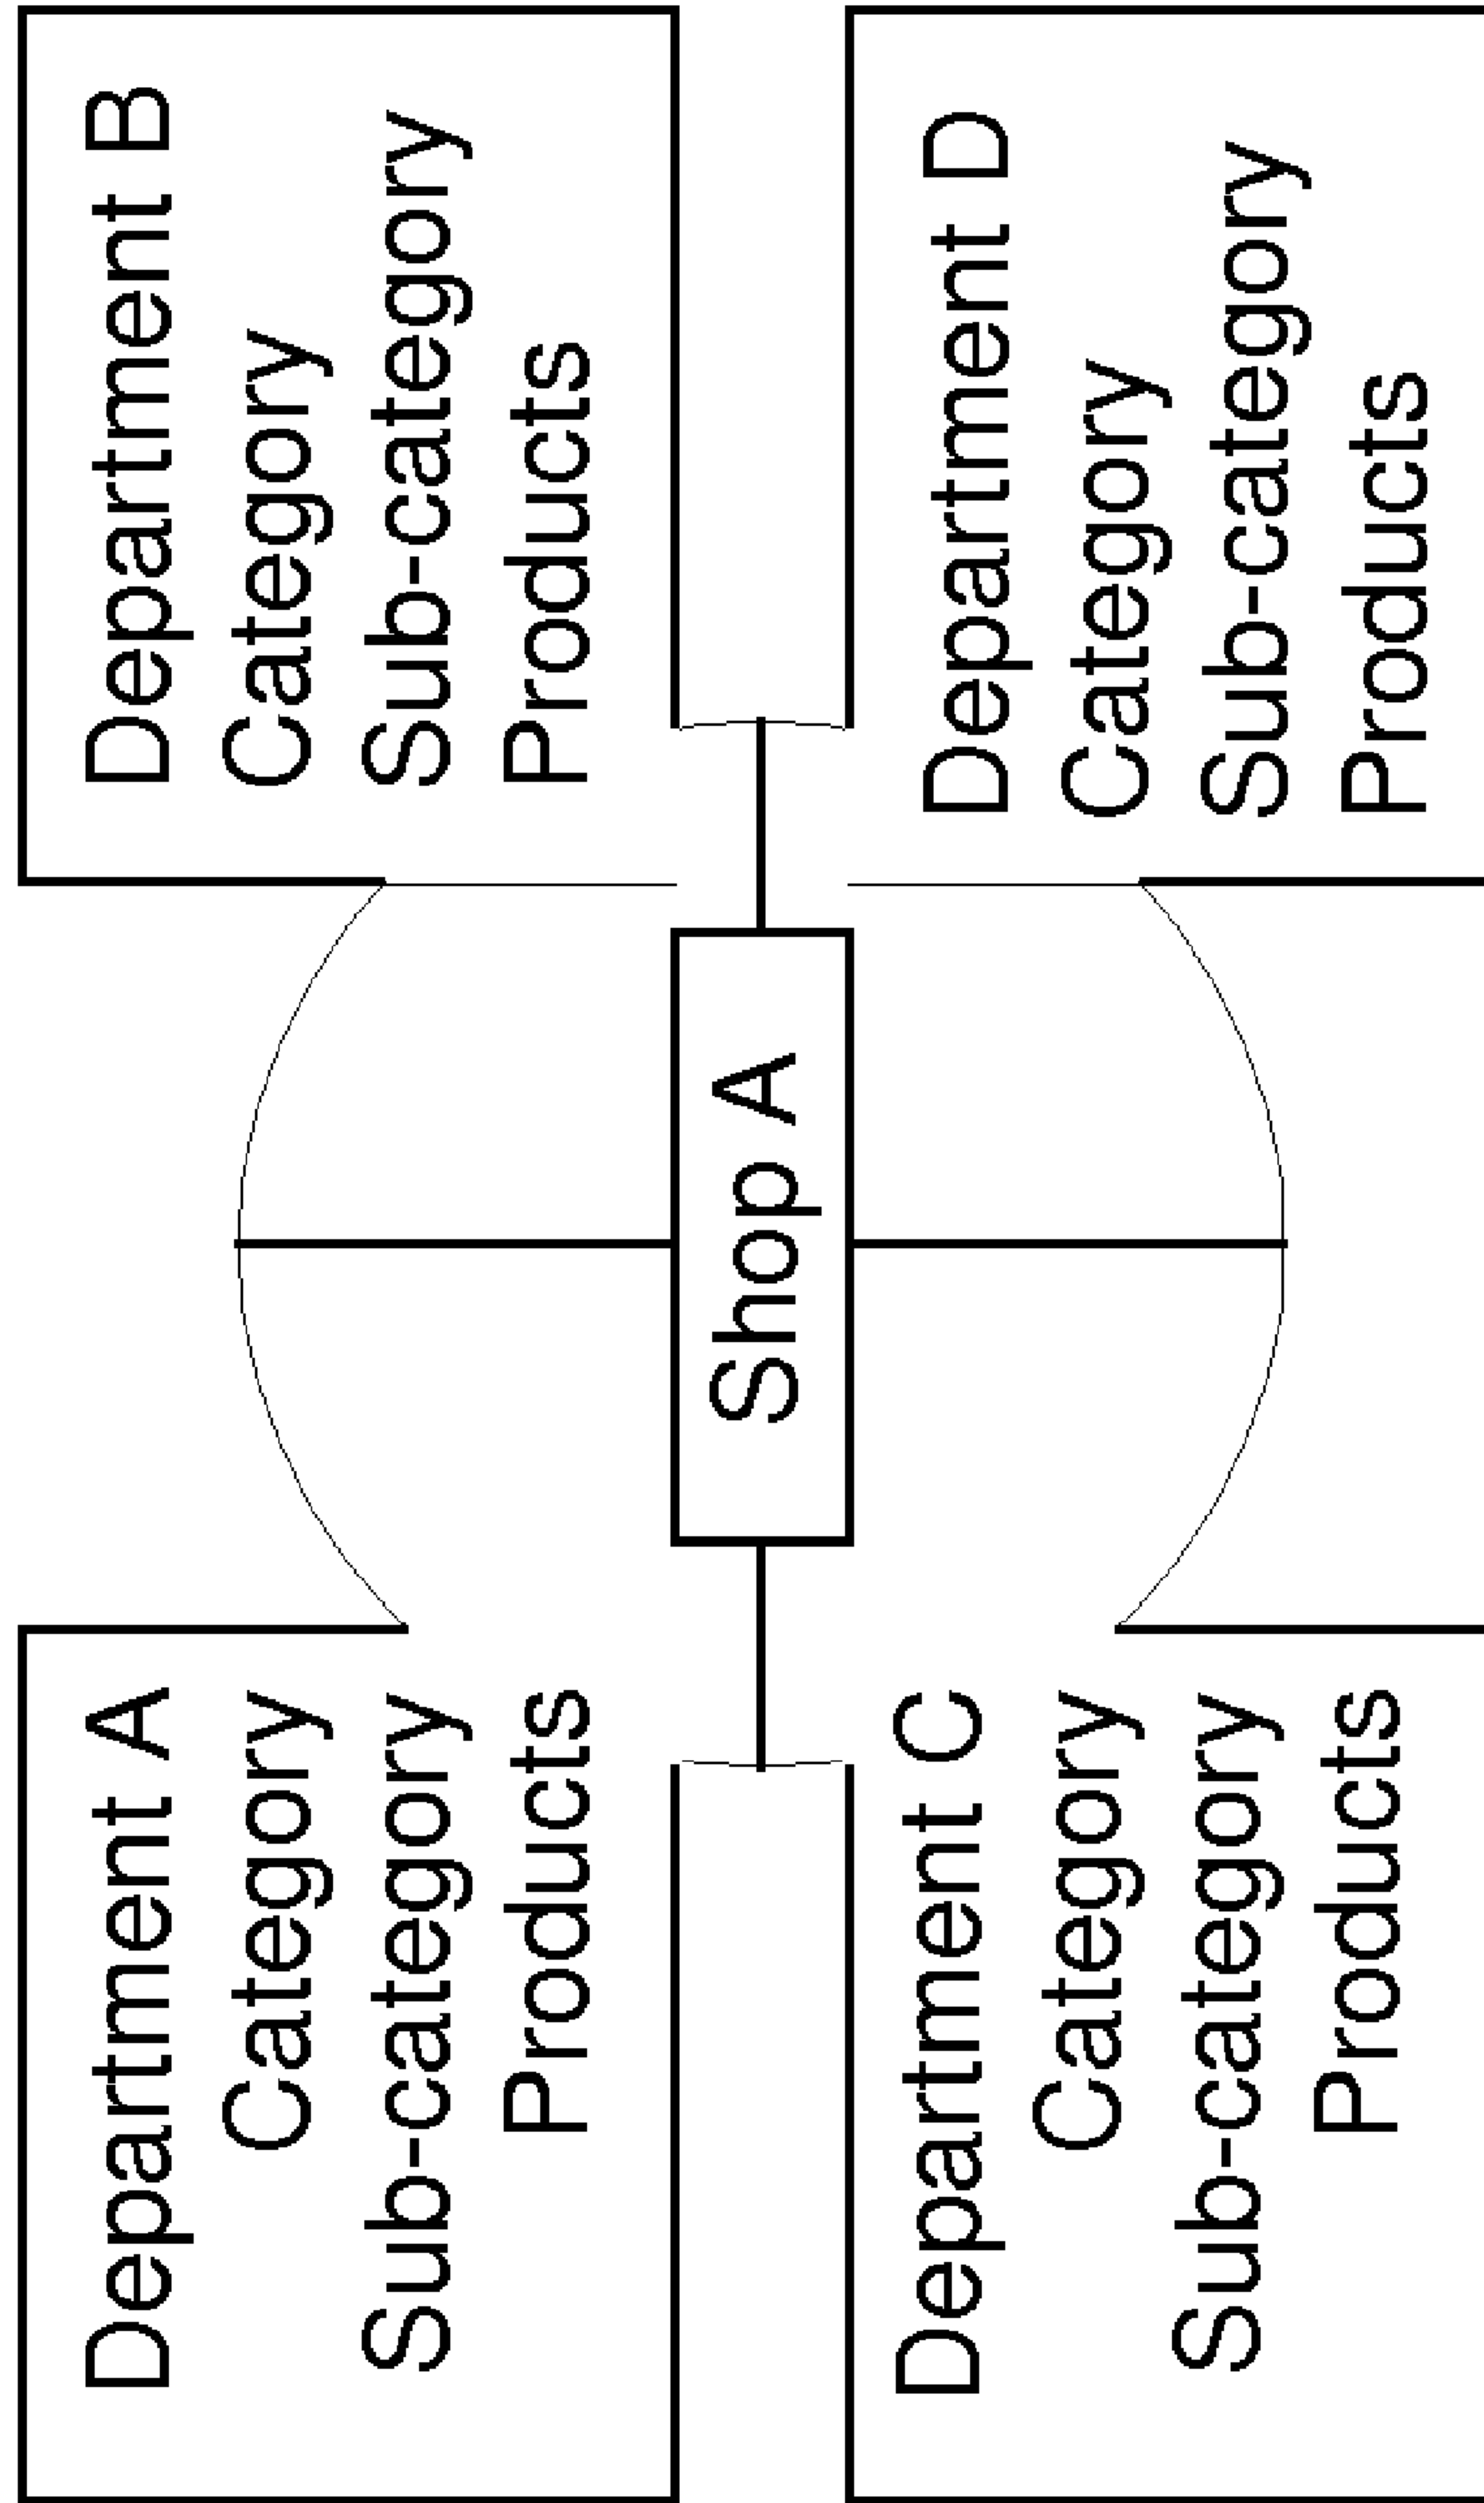 Department A
Category
Sub-category
Products
Department B
Category
Sub-category
Products
Shop A
Department C
Category
Sub-category
Products
Department D
Category
Sub-category
Products